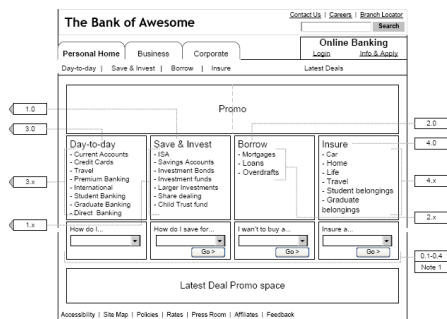 The Bank of Awesome
Contact Us | Careers | Branch Locator
Search
Personal Home
Business
Corporate
Online Banking
Login
Info & Apply
Day-to-day | Save & Invest | Borrow | Insure
Latest Deals
Promo
1.0
3.0
3.x
1.x
2.0
4.0
4.x
2.x
0.1-0.4
Note 1
Day-to-day
- Current Accounts
- Credit Cards
- Travel
- Premium Banking
- International
- Student Banking
- Graduate Banking
- Direct Banking
Save & Invest
- ISA
- Savings Accounts
- Investment Bonds
- Investment funds
- Larger Investments
- Share dealing
- Child Trust fund
Borrow
- Mortgages
- Loans
- Overdrafts
Insure
- Car
- Home
- Life
- Travel
- Student belongings
- Graduate
belongings
How do I...
How do I save for...
Go >
I wan't to buy a...
Go >
Insure a...
Go >
Latest Deal Promo space
Accessibility | Site Map | Policies | Rates | Press Room | Affiliates | Feedback